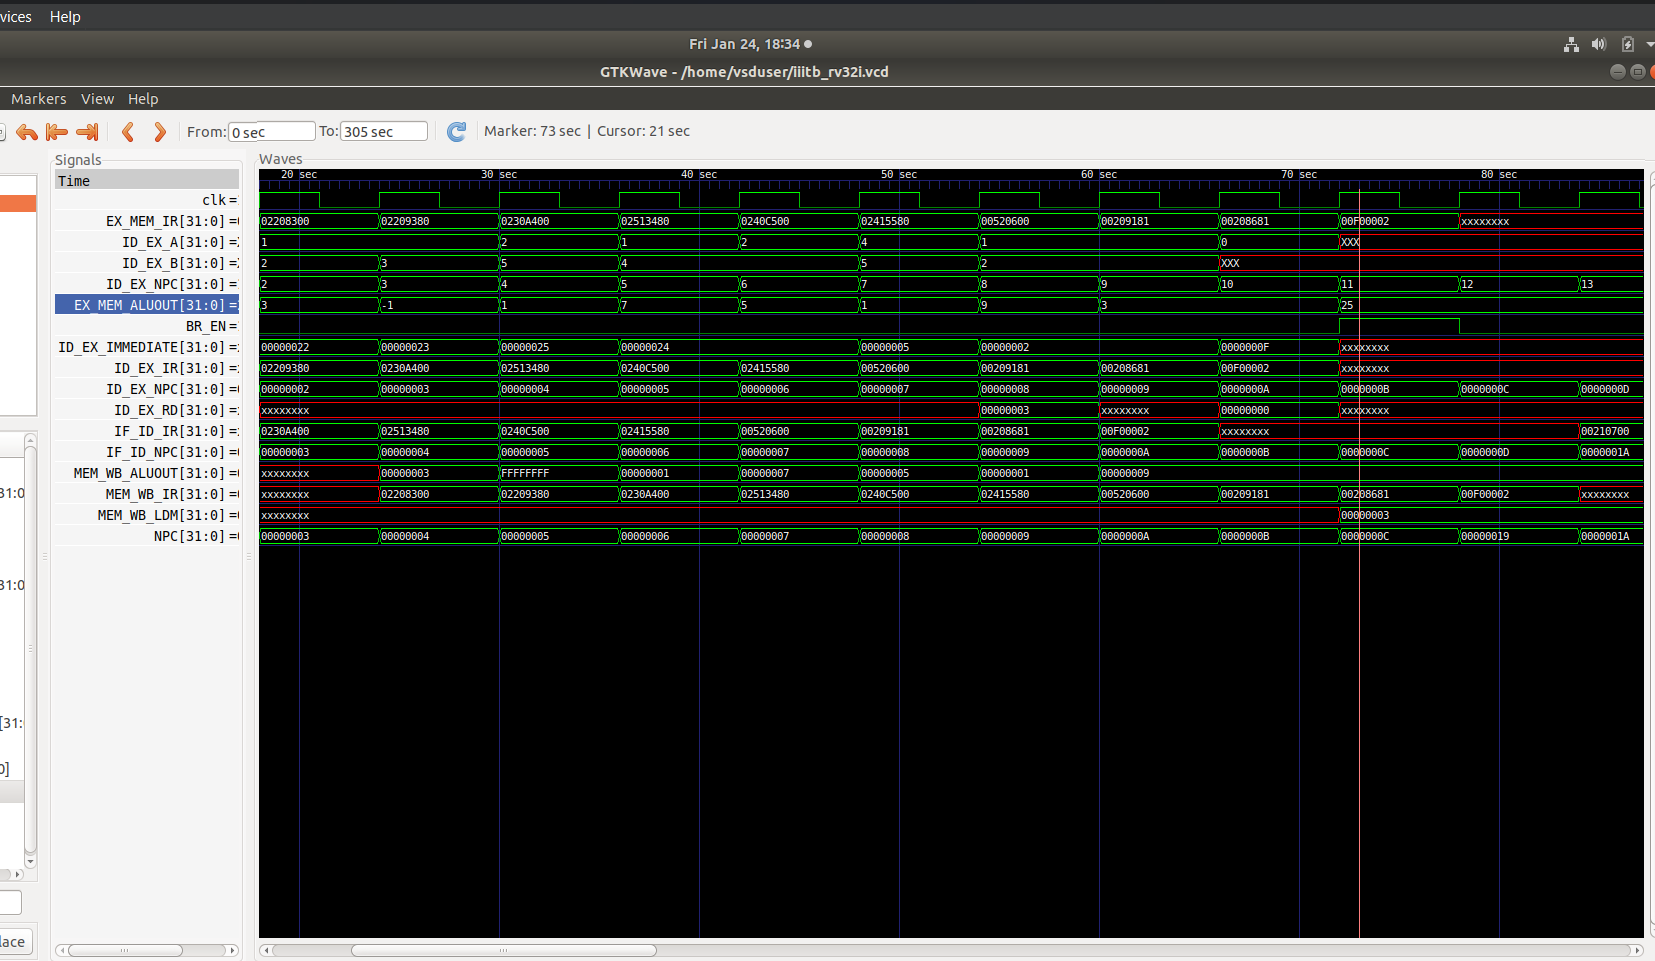 vices Help
Fri Jan 24, 18:34
GTKWave - /home/vsduser/iiitb_rv32i.vcd
Markers View Help
From: 0 sec To: 305 sec Marker: 73 sec | Cursor: 21 sec
Signals Waves
Time 20 sec 30 sec 40 sec 50 sec 60 sec 70 sec 80 sec
clk =
EX_MEM_IR[31:0] = 02208300 02209380 0230A400 02513480 0240C500 02415580 00520600 00209181 00208681 00F00002 xxxxxxxx
ID_EX_A[31:0] = 1 2 1 2 4 1 0 XXX
ID_EX_B[31:0] = 2 3 5 4 5 2 XXX
ID_EX_NPC[31:0] = 2 3 4 5 6 7 8 9 10 11 12 13
EX_MEM_ALUOUT[31:0] = 3 -1 1 7 5 1 9 3 25
BR_EN =
ID_EX_IMMEDIATE[31:0] = 00000022 00000023 00000025 00000024 00000005 00000002 0000000F xxxxxxxx
ID_EX_IR[31:0] = 02209380 0230A400 02513480 0240C500 02415580 00520600 00209181 00208681 00F00002 xxxxxxxx
ID_EX_NPC[31:0] = 00000002 00000003 00000004 00000005 00000006 00000007 00000008 00000009 0000000A 0000000B 0000000C 0000000D
ID_EX_RD[31:0] = xxxxxxxx 00000003 xxxxxxxx 00000000 xxxxxxxx
IF_ID_IR[31:0] = 0230A400 02513480 0240C500 02415580 00520600 00209181 00208681 00F00002 xxxxxxxx 00210700
IF_ID_NPC[31:0] = 00000003 00000004 00000005 00000006 00000007 00000008 00000009 0000000A 0000000B 0000000C 0000000D 0000001A
MEM_WB_ALUOUT[31:0] = xxxxxxxx 00000003 FFFFFFFF 00000001 00000007 00000005 00000001 00000009
MEM_WB_IR[31:0] = xxxxxxxx 02208300 02209380 0230A400 02513480 0240C500 02415580 00520600 00209181 00208681 00F00002 xxxxxxxx
MEM_WB_LDM[31:0] = xxxxxxxx 00000003
NPC[31:0] = 00000003 00000004 00000005 00000006 00000007 00000008 00000009 0000000A 0000000B 0000000C 00000019 0000001A
31:0
31:0
[31:
0]
lace